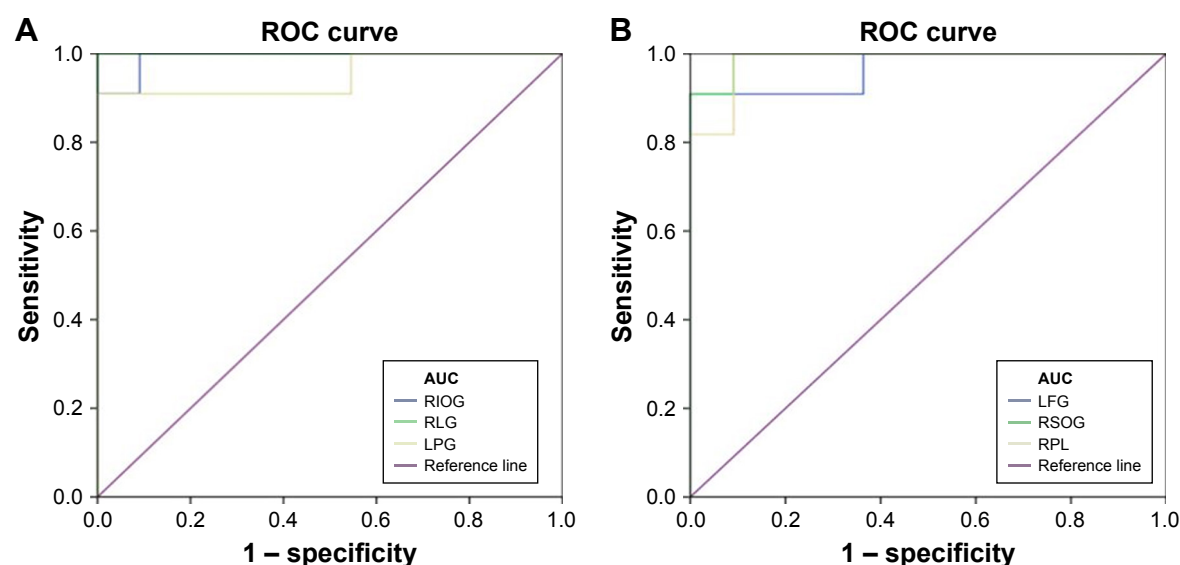 A
ROC curve
1.0
0.8
0.6
0.4
0.2
0.0
Sensitivity
AUC
RIOG
RLG
LPG
Reference line
0.0 0.2 0.4 0.6 0.8 1.0
1 – specificity
B
ROC curve
1.0
0.8
0.6
0.4
0.2
0.0
Sensitivity
AUC
LFG
RSOG
RPL
Reference line
0.0 0.2 0.4 0.6 0.8 1.0
1 – specificity